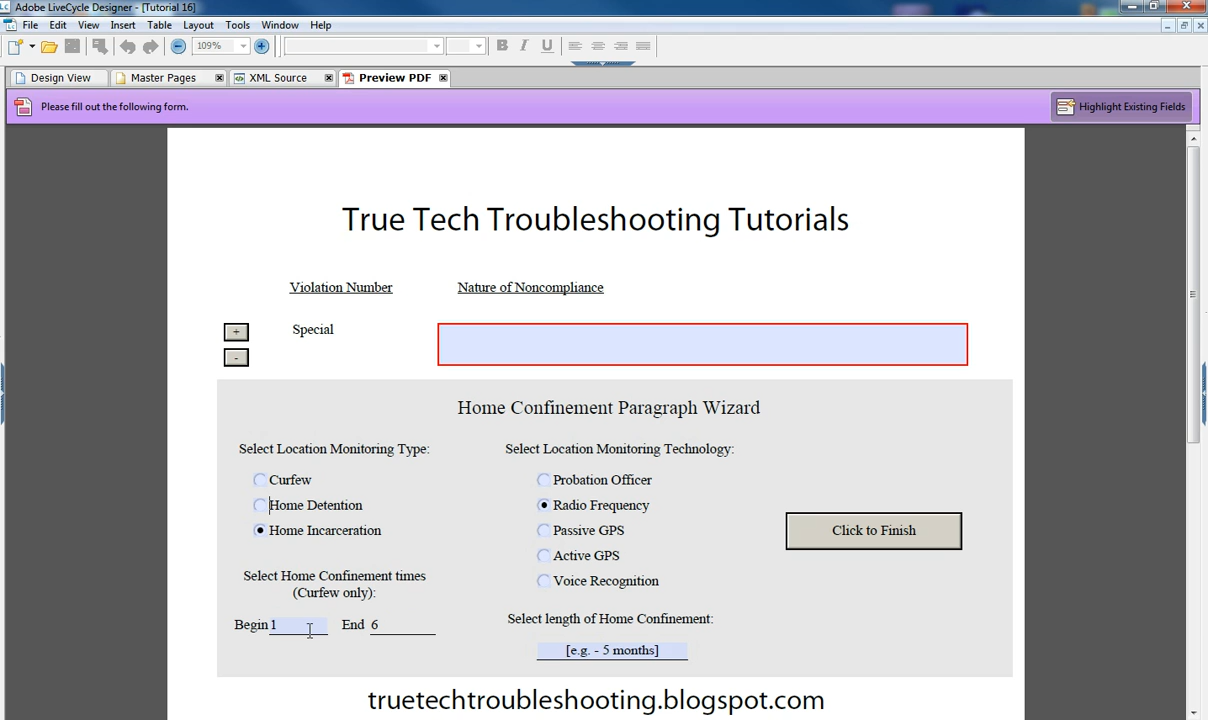 Adobe LiveCycle Designer - [Tutorial 16]
File Edit View Insert Table Layout Tools Window Help
109%
Design View Master Pages XML Source Preview PDF
Please fill out the following form.
Highlight Existing Fields
True Tech Troubleshooting Tutorials
Violation Number Nature of Noncompliance
+ Special
-
Home Confinement Paragraph Wizard
Select Location Monitoring Type: Select Location Monitoring Technology:
Curfew Probation Officer
Home Detention Radio Frequency
Home Incarceration Passive GPS Click to Finish
Active GPS
Select Home Confinement times Voice Recognition
(Curfew only):
Select length of Home Confinement:
Begin 1 End 6
[e.g. - 5 months]
truetechtroubleshooting.blogspot.com